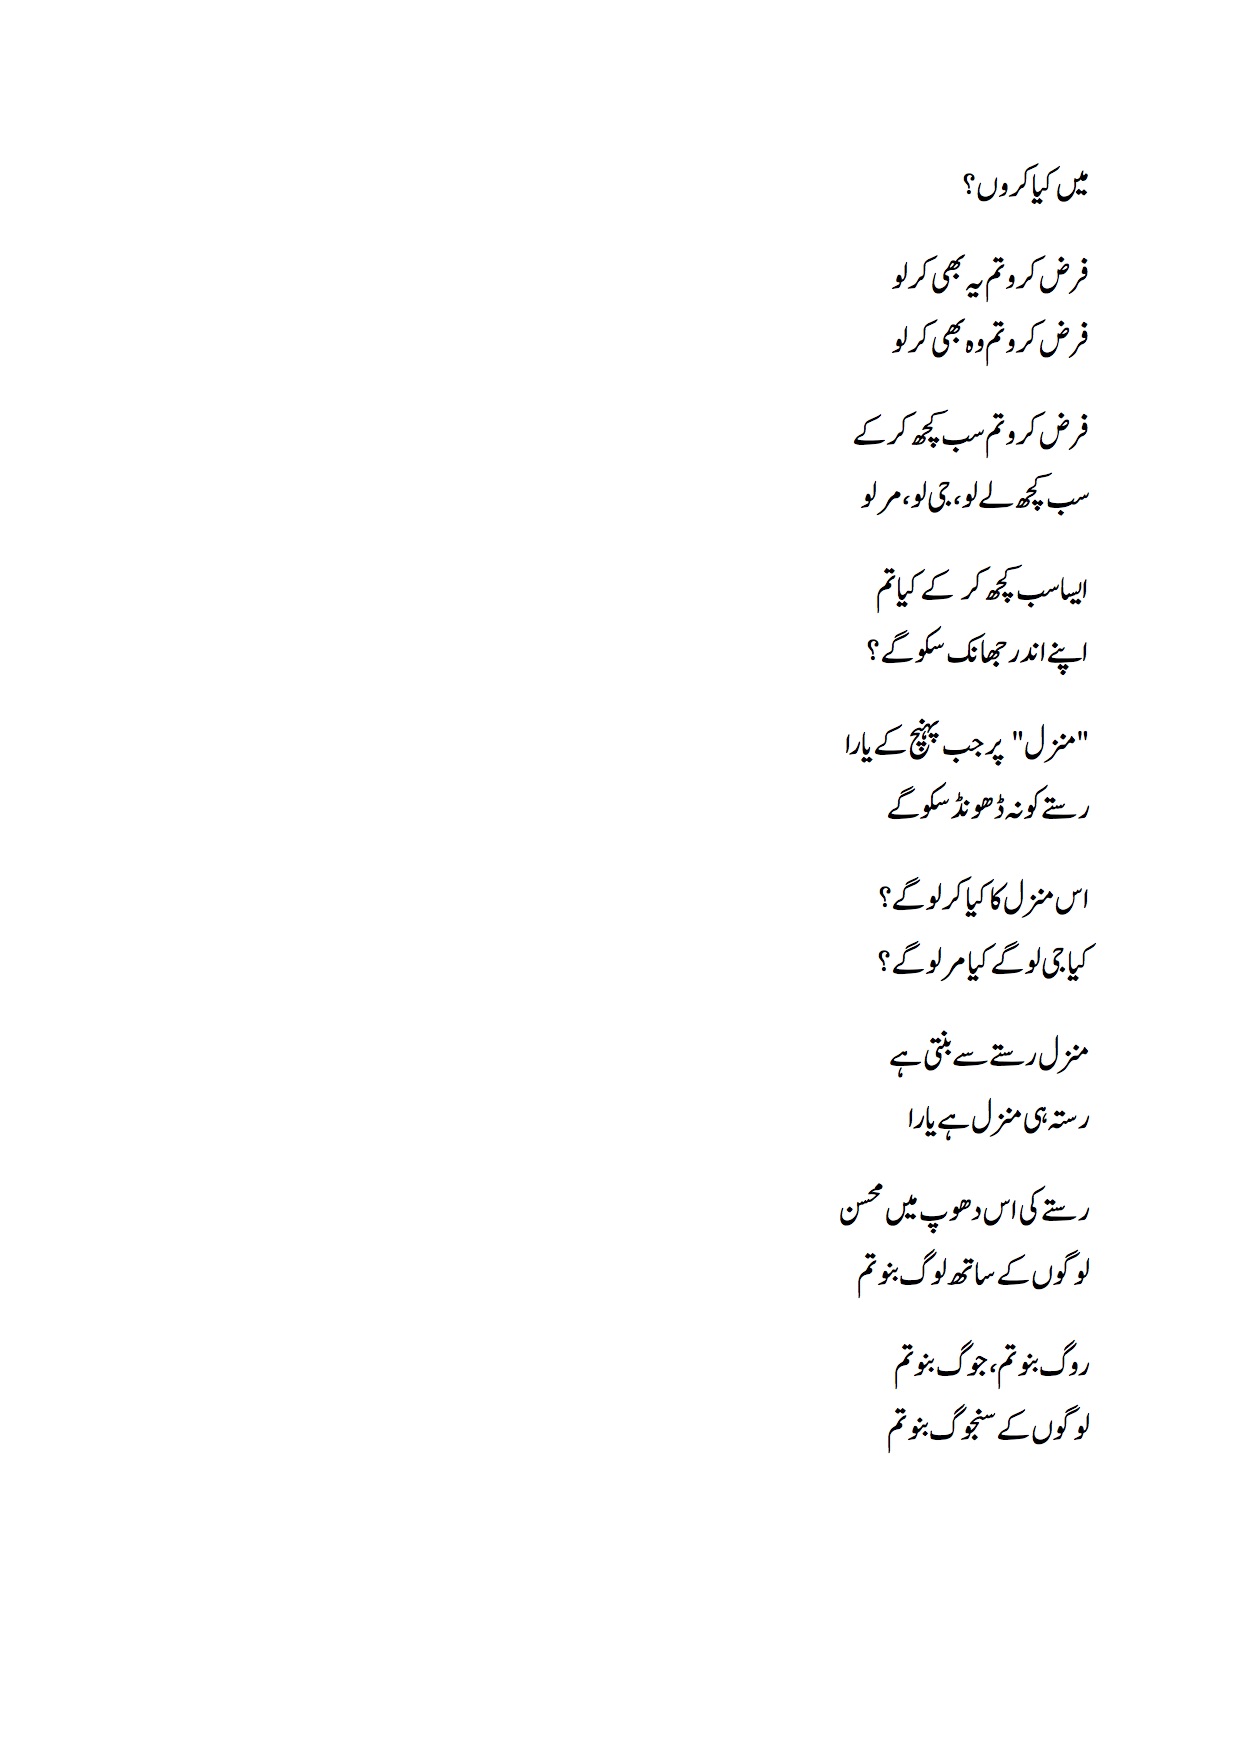 میں کیا کروں؟
فرض کرو تم یہ بھی کر لو
فرض کرو تم وہ بھی کر لو
فرض کرو تم سب کچھ کر کے
سب کچھ لے لو، جی لو، مر لو
ایسا سب کچھ کر کے کیا تم
اپنے اندر جھانک سکو گے؟
"منزل" پر جب پہنچ کے یارا
رستے کو نہ ڈھونڈ سکو گے
اس منزل کا کیا کر لو گے؟
کیا جی لو گے کیا مر لو گے؟
منزل رستے سے بنتی ہے
رستہ ہی منزل ہے یارا
رستے کی اس دھوپ میں محسن
لوگوں کے ساتھ لوگ بنو تم
روگ بنو تم، جوگ بنو تم
لوگوں کے سنجوگ بنو تم